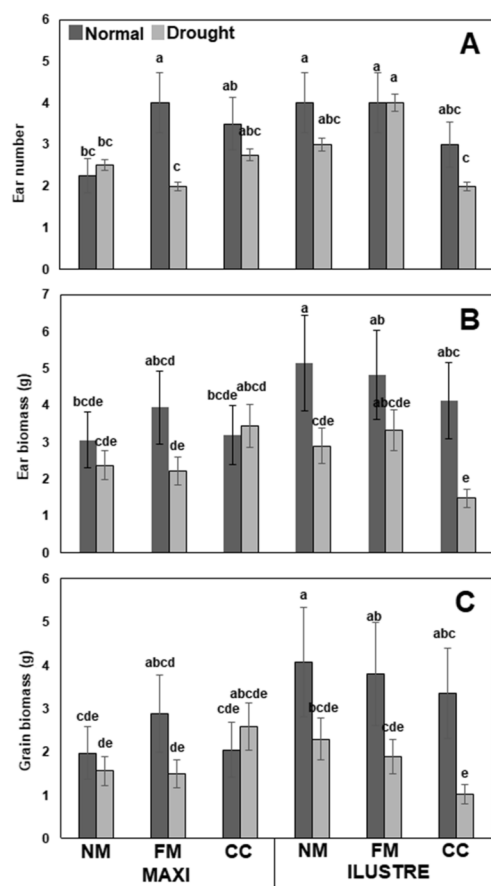 Normal Drought
A
Ear number
6
5
4
3
2
1
0
bc bc a c ab abc a abc a a abc c
B
Ear biomass (g)
7
6
5
4
3
2
1
0
bcde cde abcd de bcde abcd a cde ab abcde abc e
C
Grain biomass (g)
6
5
4
3
2
1
0
cde de abcd de cde abcde a bcde ab cde abc e
NM FM CC NM FM CC
MAXI ILUSTRE